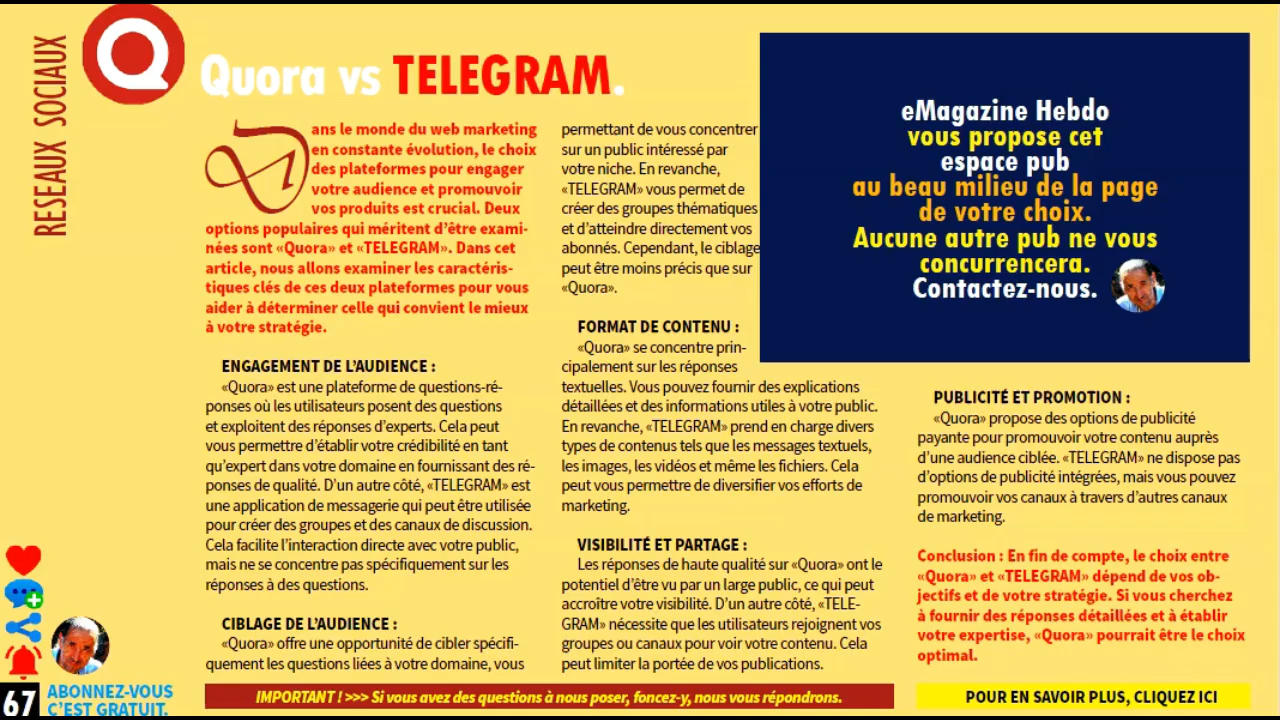 RESEAUX SOCIAUX
Quora vs TELEGRAM.
Dans le monde du web marketing
en constante évolution, le choix
des plateformes pour engager
votre audience et promouvoir
vos produits est crucial. Deux
options populaires qui méritent d'être exami-
nées sont «Quora» et «TELEGRAM». Dans cet
article, nous allons examiner les caractéris-
tiques clés de ces deux plateformes pour vous
aider à déterminer celle qui convient le mieux
à votre stratégie.
ENGAGEMENT DE L'AUDIENCE :
«Quora» est une plateforme de questions-ré-
ponses où les utilisateurs posent des questions
et exploitent des réponses d'experts. Cela peut
vous permettre d'établir votre crédibilité en tant
qu'expert dans votre domaine en fournissant des ré-
ponses de qualité. D'un autre côté, «TELEGRAM» est
une application de messagerie qui peut être utilisée
pour créer des groupes et des canaux de discussion.
Cela facilite l'interaction directe avec votre public,
mais ne se concentre pas spécifiquement sur les
réponses à des questions.
CIBLAGE DE L'AUDIENCE :
«Quora» offre une opportunité de cibler spécifi-
quement les questions liées à votre domaine, vous
permettant de vous concentrer
sur un public intéressé par
votre niche. En revanche,
«TELEGRAM» vous permet de
créer des groupes thématiques
et d'atteindre directement vos
abonnés. Cependant, le ciblage
peut être moins précis que sur
«Quora».
FORMAT DE CONTENU :
«Quora» se concentre prin-
cipalement sur les réponses
textuelles. Vous pouvez fournir des explications
détaillées et des informations utiles à votre public.
En revanche, «TELEGRAM» prend en charge divers
types de contenus tels que les messages textuels,
les images, les vidéos et même les fichiers. Cela
peut vous permettre de diversifier vos efforts de
marketing.
VISIBILITÉ ET PARTAGE :
Les réponses de haute qualité sur «Quora» ont le
potentiel d'être vu par un large public, ce qui peut
accroître votre visibilité. D'un autre côté, «TELE-
GRAM» nécessite que les utilisateurs rejoignent vos
groupes ou canaux pour voir votre contenu. Cela
peut limiter la portée de vos publications.
eMagazine Hebdo
vous propose cet
espace pub
au beau milieu de la page
de votre choix.
Aucune autre pub ne vous
concurrencera.
Contactez-nous.
PUBLICITÉ ET PROMOTION :
«Quora» propose des options de publicité
payante pour promouvoir votre contenu auprès
d'une audience ciblée. «TELEGRAM» ne dispose pas
d'options de publicité intégrées, mais vous pouvez
promouvoir vos canaux à travers d'autres canaux
de marketing.
Conclusion : En fin de compte, le choix entre
«Quora» et «TELEGRAM» dépend de vos ob-
jectifs et de votre stratégie. Si vous cherchez
à fournir des réponses détaillées et à établir
votre expertise, «Quora» pourrait être le choix
optimal.
67
ABONNEZ-VOUS
C'EST GRATUIT.
IMPORTANT ! >>> Si vous avez des questions à nous poser, foncez-y, nous vous répondrons.
POUR EN SAVOIR PLUS, CLIQUEZ ICI